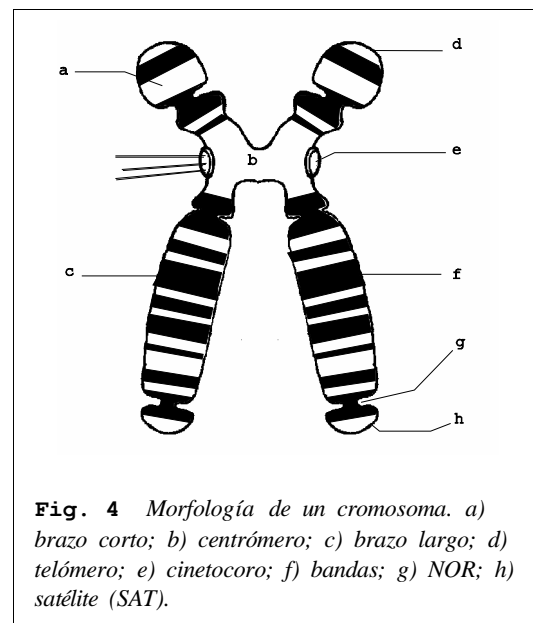 a
d
b
e
c
f
g
h
Fig. 4 Morfología de un cromosoma. a)
brazo corto; b) centrómero; c) brazo largo; d)
telómero; e) cinetocoro; f) bandas; g) NOR; h)
satélite (SAT).